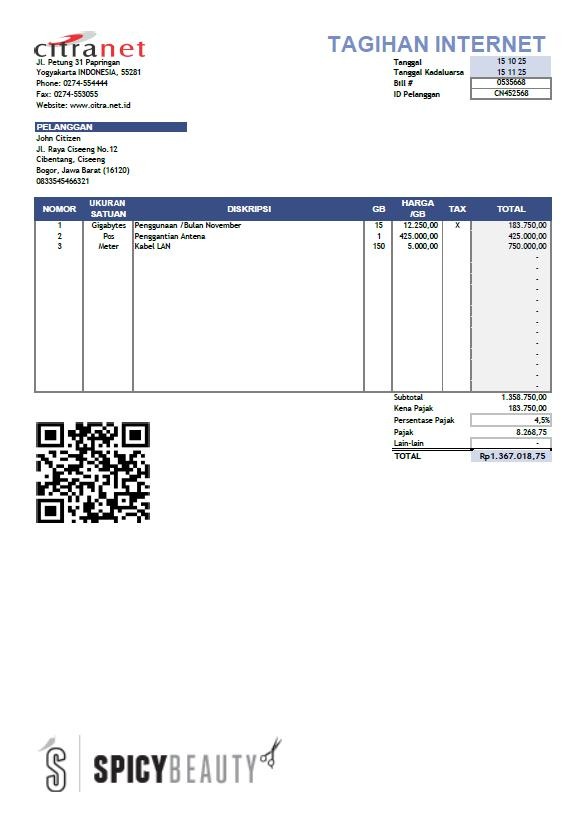 citranet
TAGIHAN INTERNET
Jl. Petung 31 Papringan
Yogyakarta INDONESIA, 55281
Phone: 0274-554444
Fax: 0274-553055
Website: www.citra.net.id
Tanggal 15 10 25
Tanggal Kadaluarsa 15 11 25
Bill # 0535668
ID Pelanggan CN452568
PELANGGAN
John Citizen
Jl. Raya Ciseeng No.12
Cibentang, Ciseeng
Bogor, Jawa Barat (16120)
0833545466321
NOMOR UKURAN SATUAN DISKRIPSI GB HARGA /GB TAX TOTAL
1 Gigabytes Penggunaan /Bulan November 15 12.250,00 X 183.750,00
2 Pos Penggantian Antena 1 425.000,00 425.000,00
3 Meter Kabel LAN 150 5.000,00 750.000,00
-
-
-
-
-
-
-
-
-
-
-
-
-
Subtotal 1.358.750,00
Kena Pajak 183.750,00
Persentase Pajak 4,5%
Pajak 8.268,75
Lain-lain -
TOTAL Rp1.367.018,75
S SPICYBEAUTY